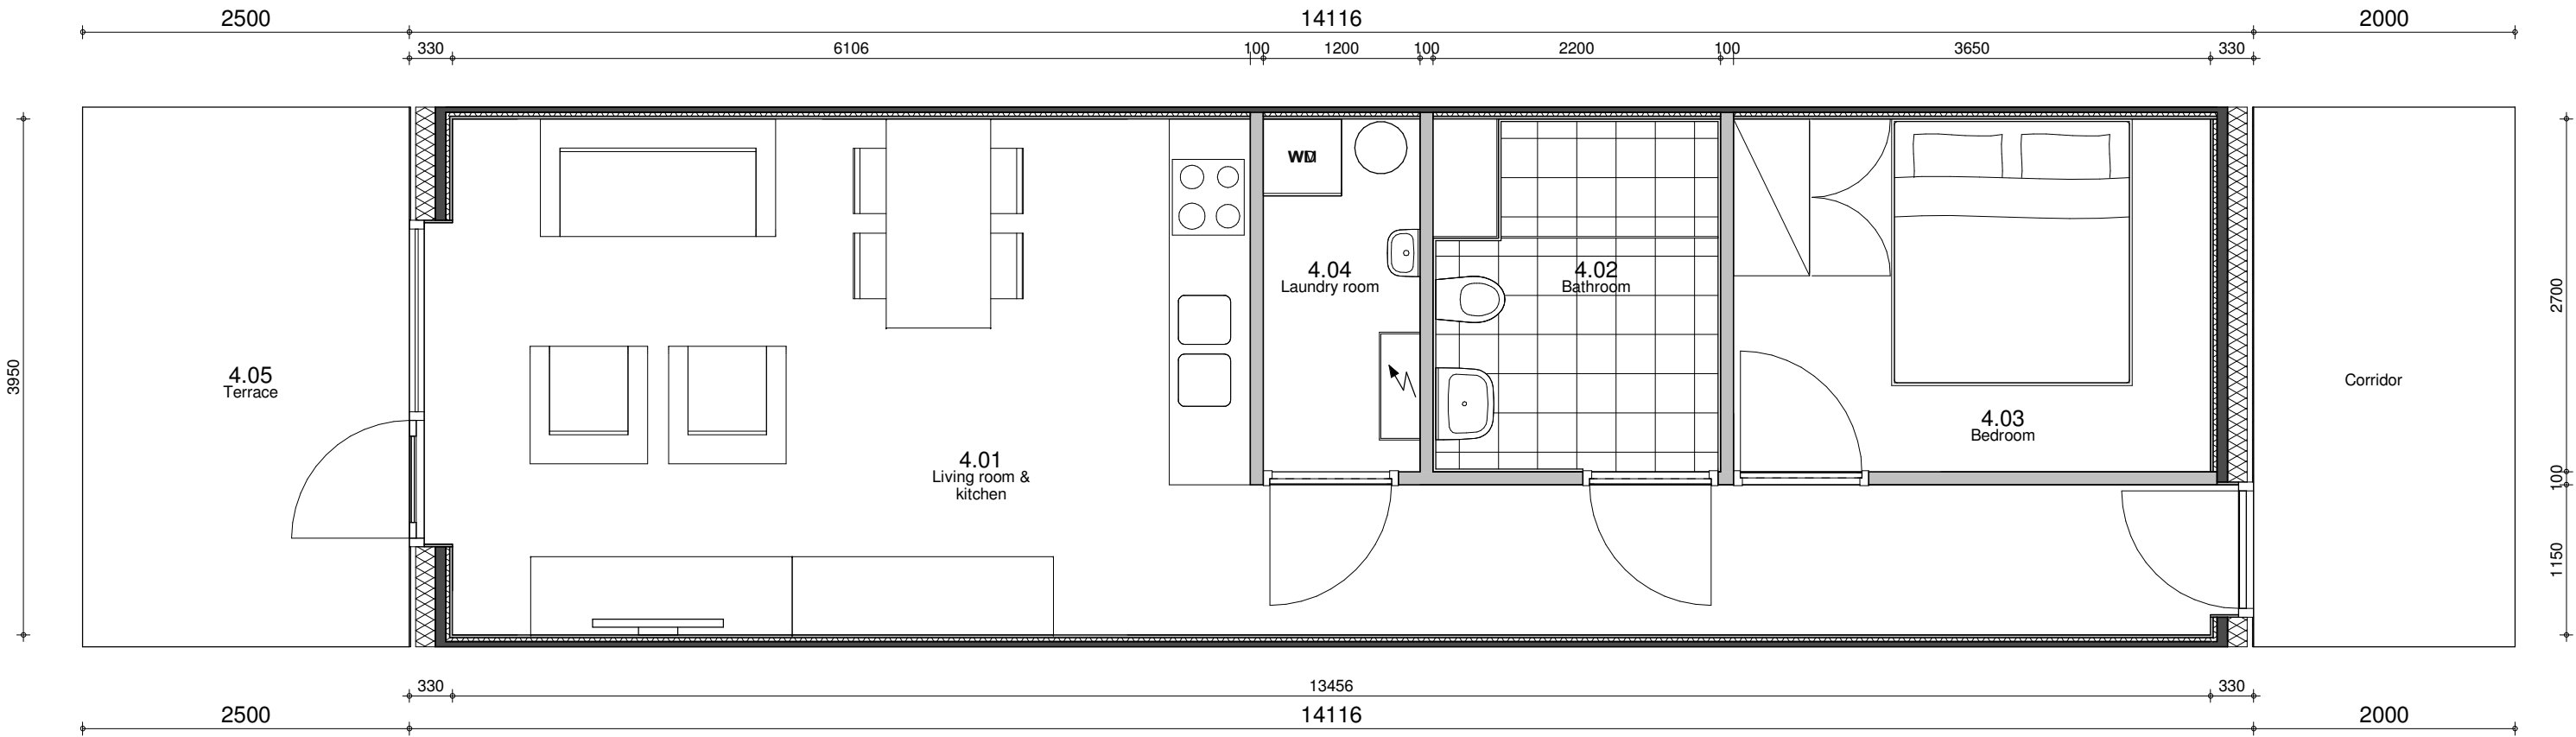 2500 14116 2000
330 6106 100 1200 100 2200 100 3650 330
4.04
Laundry room
4.02
Bathroom
4.05
Terrace
4.01
Living room &
kitchen
4.03
Bedroom
Corridor
3950
2700
100
1150
330 13456 330
2500 14116 2000